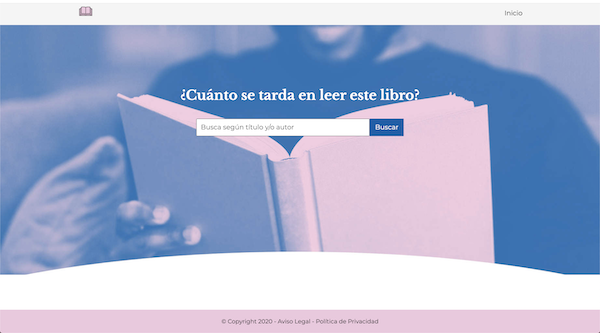 Inicio
¿Cuánto se tarda en leer este libro?
Busca según título y/o autor
Buscar
© Copyright 2020 - Aviso Legal - Política de Privacidad